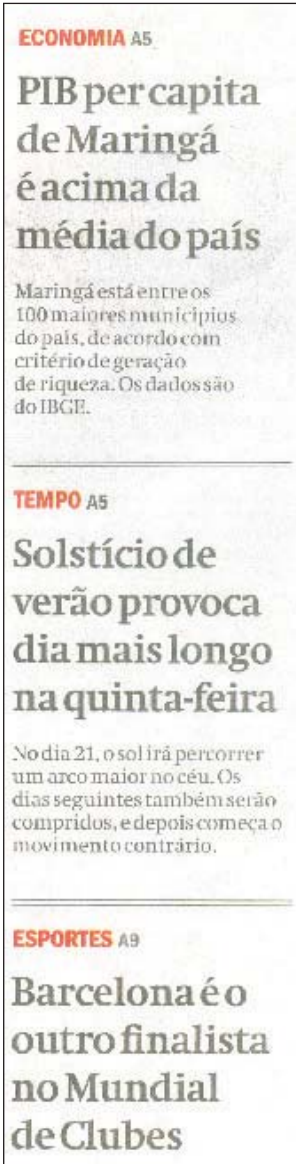 ECONOMIA A5
PIB per capita
de Maringá
é acima da
média do país
Maringá está entre os
100 maiores municípios
do país, de acordo com
critério de geração
de riqueza. Os dados são
do IBGE.
TEMPO A5
Solstício de
verão provoca
dia mais longo
na quinta-feira
No dia 21, o sol irá percorrer
um arco maior no céu. Os
dias seguintes também serão
compridos, e depois começa o
movimento contrário.
ESPORTES A9
Barcelona é o
outro finalista
no Mundial
de Clubes